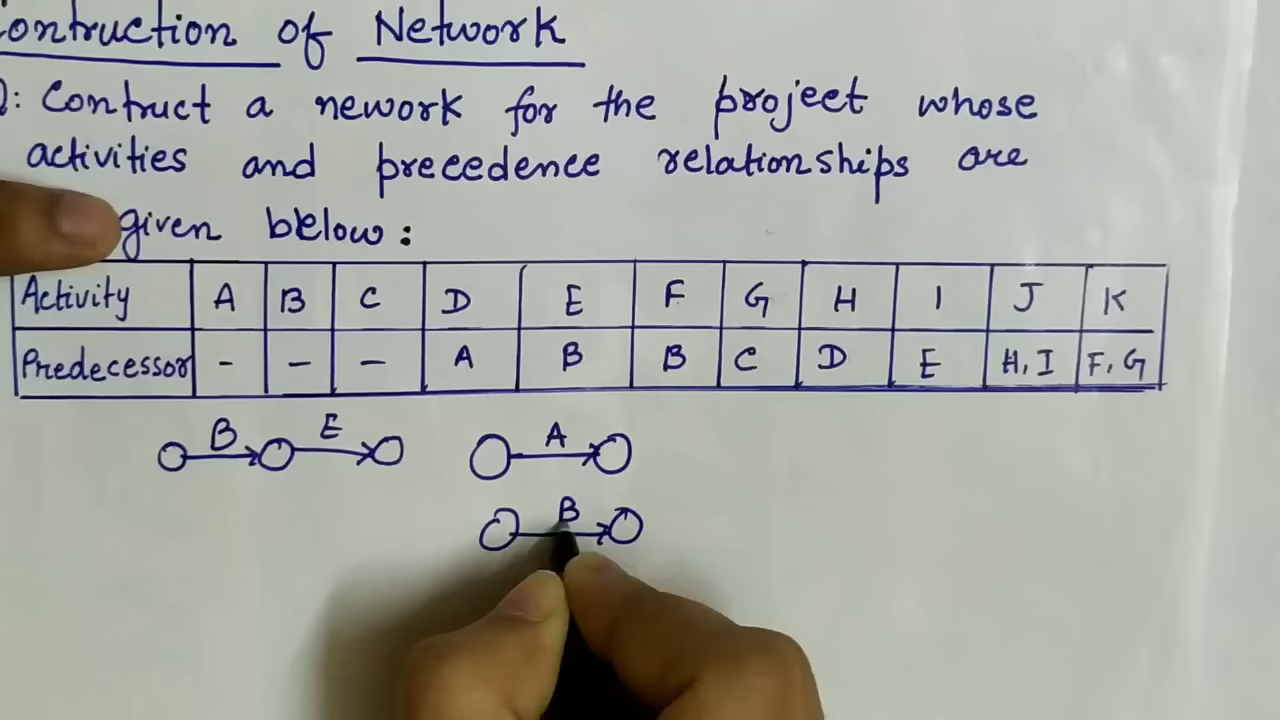 ontruction of Network
: Contruct a nework for the project whose
activities and precedence relationships are
given below:
Activity A B C D E F G H I J K
Predecessor - - - A B B C D E H, I F, G
B E A
B